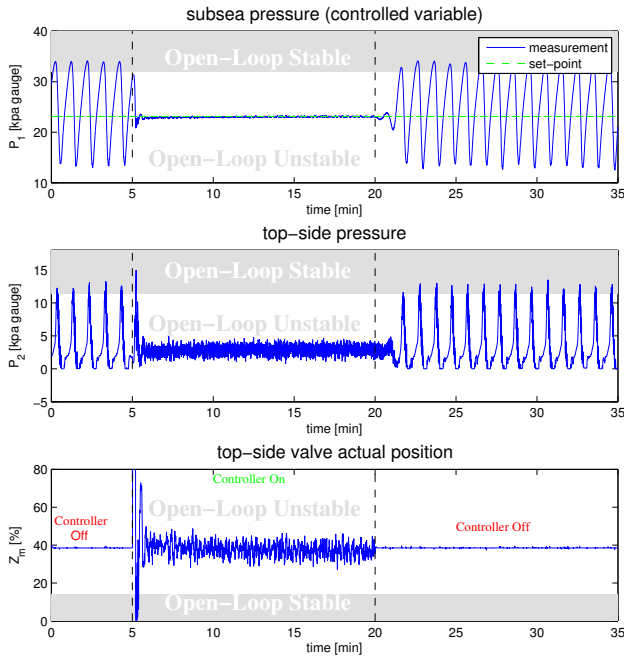 subsea pressure (controlled variable)
40
30
20
10
P1 [kpa gauge]
Open-Loop Stable
Open-Loop Unstable
measurement
set-point
0 5 10 15 20 25 30 35
time [min]
top-side pressure
15
10
5
0
-5
P2 [kpa gauge]
Open-Loop Stable
Open-Loop Unstable
0 5 10 15 20 25 30 35
time [min]
top-side valve actual position
80
60
40
20
0
Zm [%]
Controller On
Open-Loop Unstable
Controller
Off
Controller Off
Open-Loop Stable
0 5 10 15 20 25 30 35
time [min]